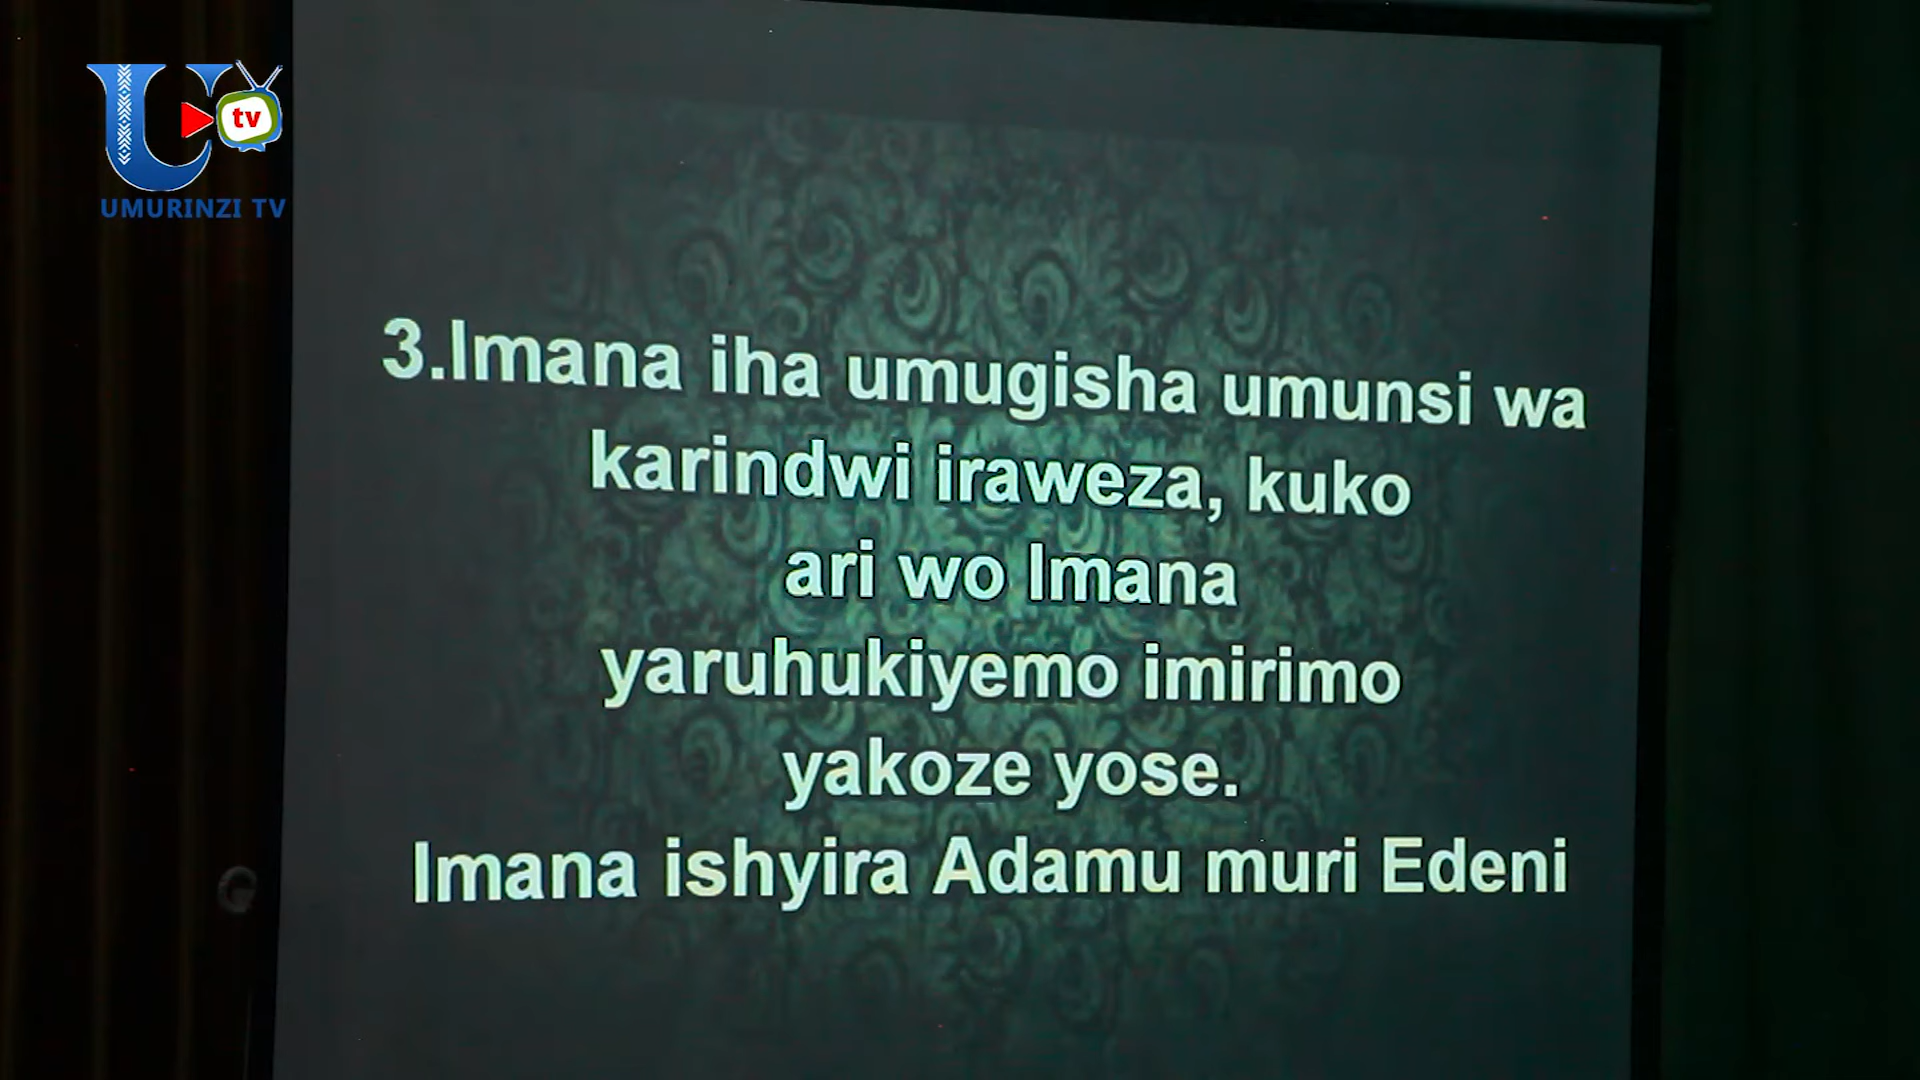 tv
UMURINZI TV
3.Imana iha umugisha umunsi wa
karindwi iraweza, kuko
ari wo Imana
yaruhukiyemo imirimo
yakoze yose.
Imana ishyira Adamu muri Edeni